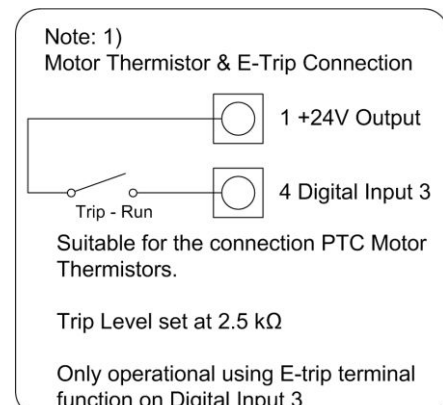 Note: 1)
Motor Thermistor & E-Trip Connection
1 +24V Output
4 Digital Input 3
Trip - Run
Suitable for the connection PTC Motor
Thermistors.
Trip Level set at 2.5 kΩ
Only operational using E-trip terminal
function on Digital Input 3